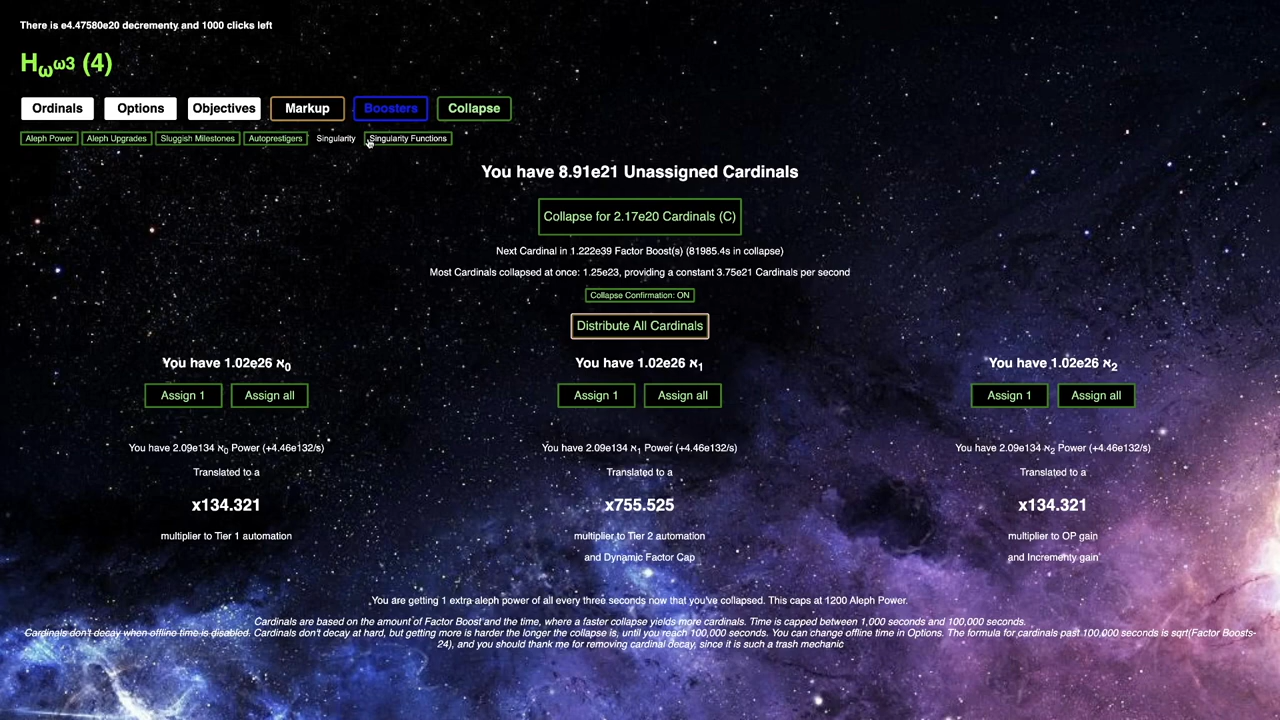 There is e4.47580e20 decrementy and 1000 clicks left
Hωω3 (4)
Ordinals Options Objectives Markup Boosters Collapse
Aleph Power Aleph Upgrades Sluggish Milestones Autoprestigers Singularity Singularity Functions
You have 8.91e21 Unassigned Cardinals
Collapse for 2.17e20 Cardinals (C)
Next Cardinal in 1.222e39 Factor Boost(s) (81985.4s in collapse)
Most Cardinals collapsed at once: 1.25e23, providing a constant 3.75e21 Cardinals per second
Collapse Confirmation: ON
Distribute All Cardinals
You have 1.02e26 ℵ0 You have 1.02e26 ℵ1 You have 1.02e26 ℵ2
Assign 1 Assign all Assign 1 Assign all Assign 1 Assign all
You have 2.09e134 ℵ0 Power (+4.46e132/s) You have 2.09e134 ℵ1 Power (+4.46e132/s) You have 2.09e134 ℵ2 Power (+4.46e132/s)
Translated to a Translated to a Translated to a
x134.321 x755.525 x134.321
multiplier to Tier 1 automation multiplier to Tier 2 automation multiplier to OP gain
and Dynamic Factor Cap and Incrementy gain
You are getting 1 extra aleph power of all every three seconds now that you've collapsed. This caps at 1200 Aleph Power.
Cardinals are based on the amount of Factor Boost and the time, where a faster collapse yields more cardinals. Time is capped between 1,000 seconds and 100,000 seconds.
Cardinals don't decay when offline time is disabled. Cardinals don't decay at hard, but getting more is harder the longer the collapse is, until you reach 100,000 seconds. You can change offline time in Options. The formula for cardinals past 100,000 seconds is sqrt(Factor Boosts-
24), and you should thank me for removing cardinal decay, since it is such a trash mechanic